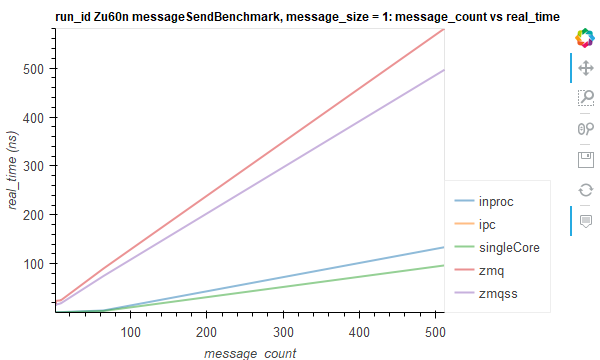 run_id Zu60n messageSendBenchmark, message_size = 1: message_count vs real_time
real_time (ns)
500
400
300
200
100
100
200
300
400
500
message_count
inproc
ipc
singleCore
zmq
zmqss